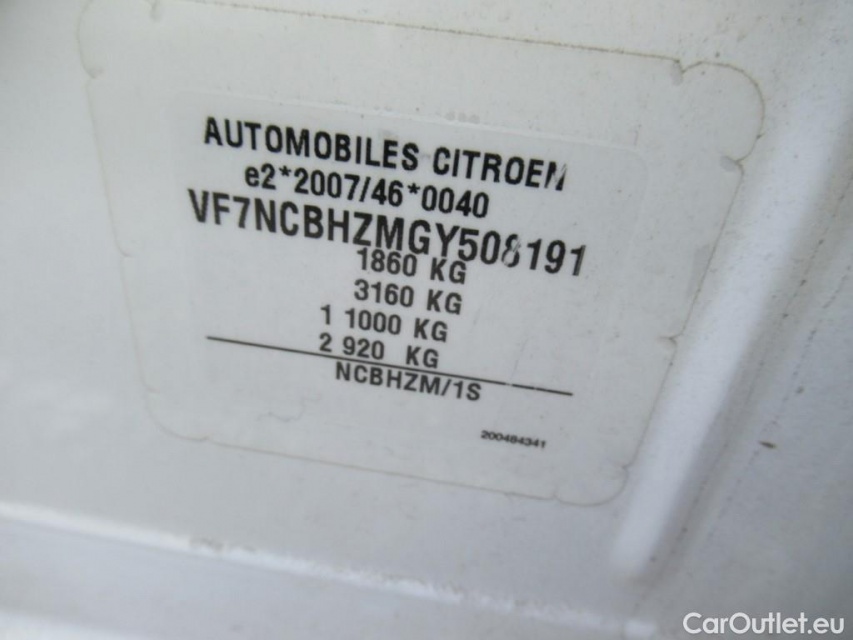 AUTOMOBILES CITROEN
e2*2007/46*0040
VF7NCBHZMGY508191
1860 KG
3160 KG
1 1000 KG
2 920 KG
NCBHZM/1S
200484341
CarOutlet.eu